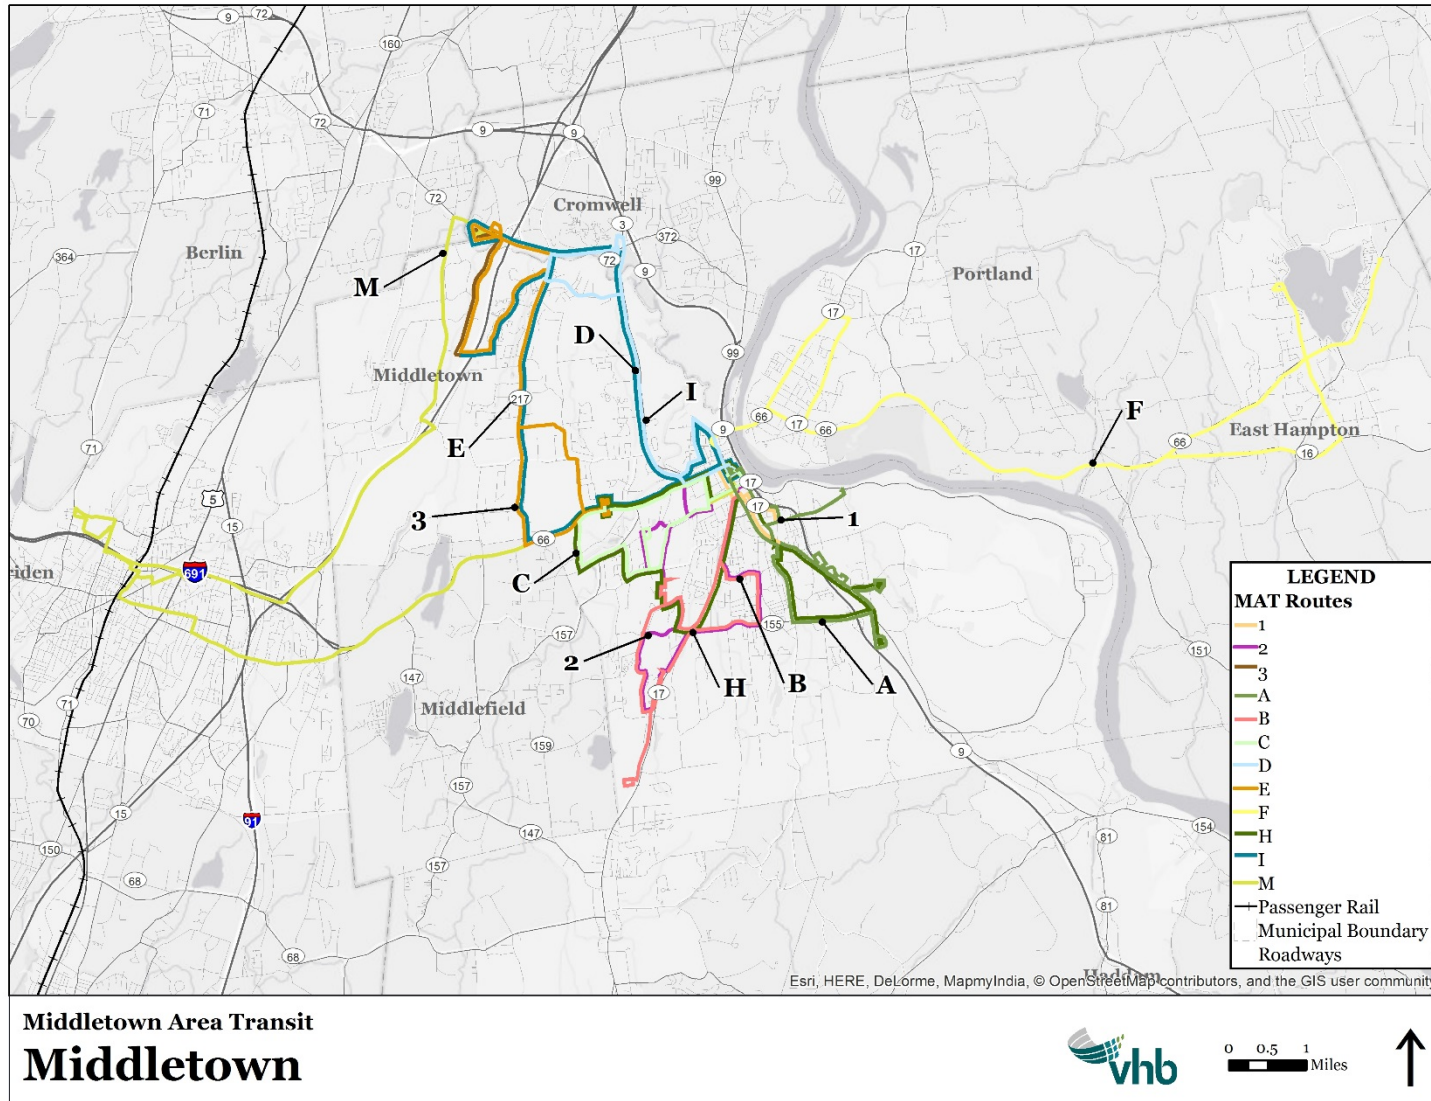 9
72
160
71
72
9
9
99
72
Cromwell
3
372
72
9
17
364
Berlin
Portland
M
17
D
99
Middletown
217
I
66
17
66
9
F
E
66
East Hampton
16
71
5
15
17
17
3
1
66
691
riden
C
157
155
2
151
H
B
A
147
17
71
70
Middlefield
159
9
157
15
91
147
154
81
150
157
68
81
68
Haddam
LEGEND
MAT Routes
1
2
3
A
B
C
D
E
F
H
I
M
Passenger Rail
Municipal Boundary
Roadways
Esri, HERE, DeLorme, MapmyIndia, © OpenStreetMap contributors, and the GIS user community
Middletown Area Transit
Middletown
vhb
0 0.5 1
Miles